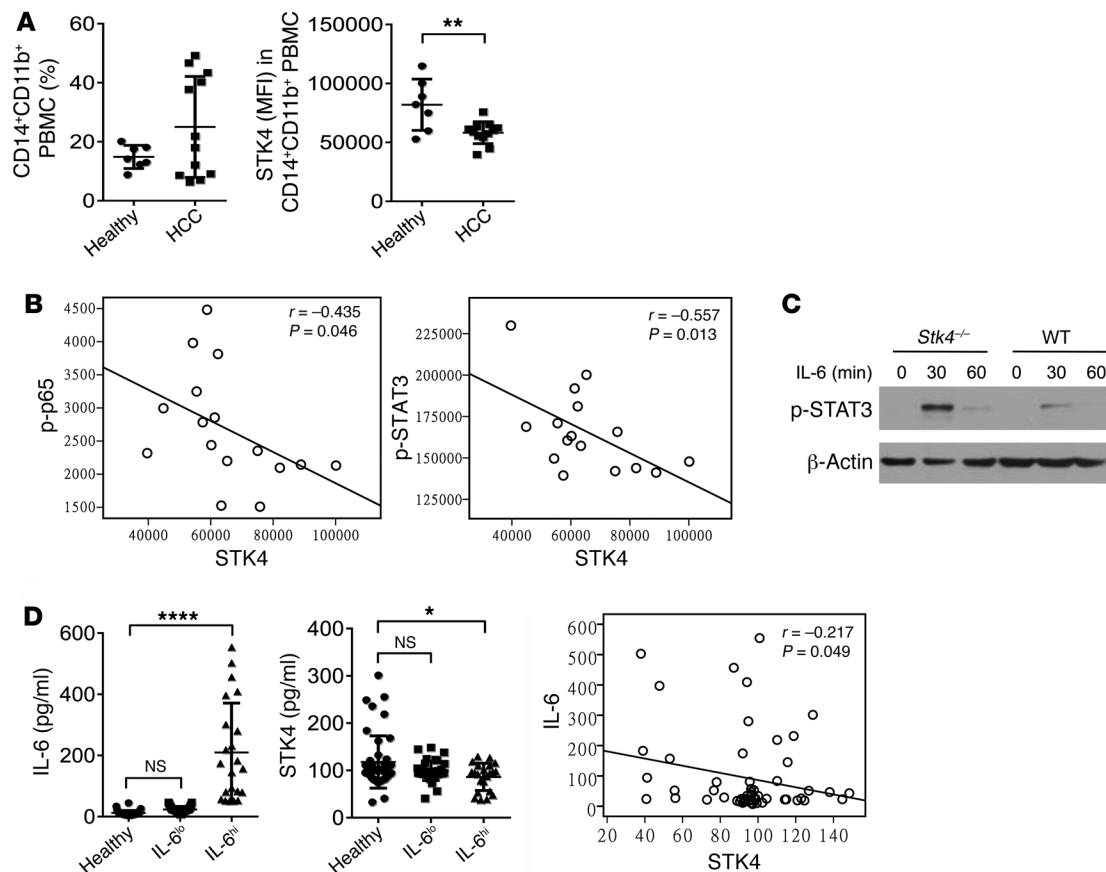 A
CD14+CD11b+
PBMC (%)
60
40
20
0
Healthy
HCC
STK4 (MFI) in
CD14+CD11b+ PBMC
150000
100000
50000
0
**
Healthy
HCC
B
p-p65
4500
4000
3500
3000
2500
2000
1500
r = –0.435
P = 0.046
40000 60000 80000 100000
STK4
p-STAT3
225000
200000
175000
150000
125000
r = –0.557
P = 0.013
40000 60000 80000 100000
STK4
C
Stk4–/– WT
IL-6 (min) 0 30 60 0 30 60
p-STAT3
β-Actin
D
IL-6 (pg/ml)
600
400
200
0
****
NS
Healthy
IL-6lo
IL-6hi
STK4 (pg/ml)
400
300
200
100
0
*
NS
Healthy
IL-6lo
IL-6hi
IL-6
600
500
400
300
200
100
0
r = –0.217
P = 0.049
20 40 60 80 100 120 140
STK4